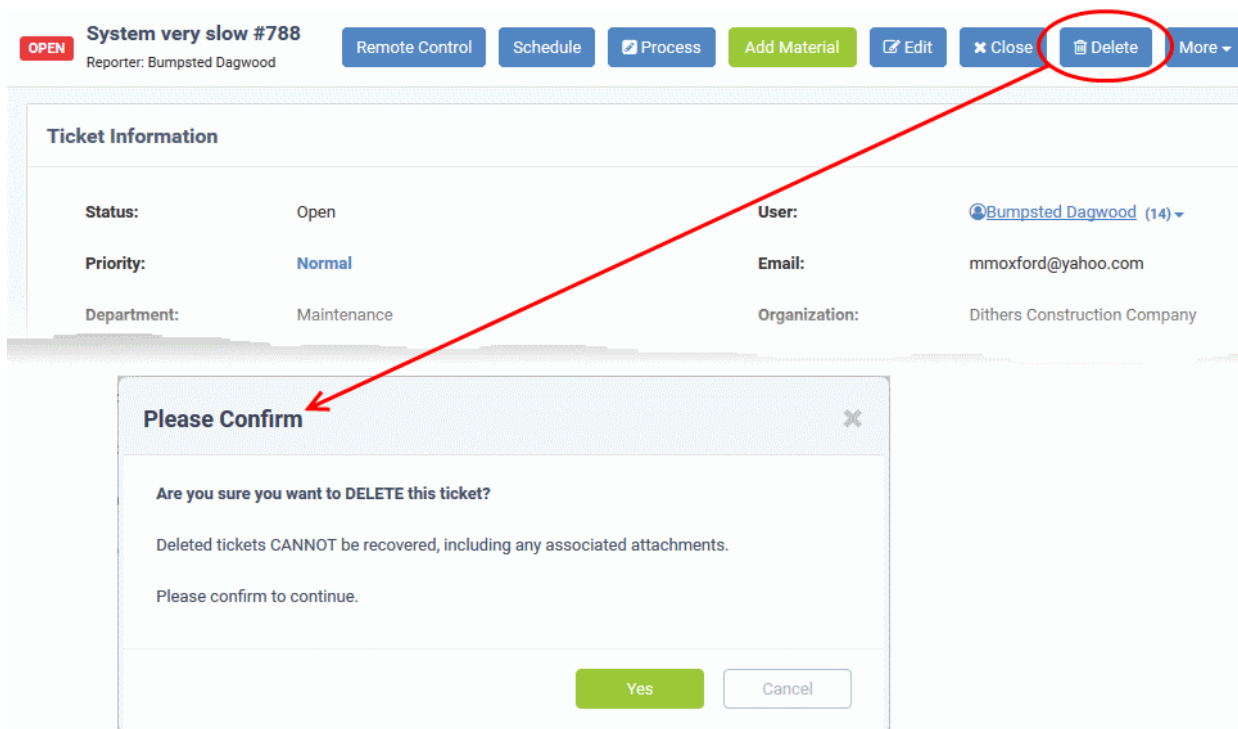 OPEN System very slow #788 Remote Control Schedule Process Add Material Edit Close Delete More
Reporter: Bumpsted Dagwood
Ticket Information
Status: Open User: Bumpsted Dagwood (14)
Priority: Normal Email: mmoxford@yahoo.com
Department: Maintenance Organization: Dithers Construction Company
Please Confirm
Are you sure you want to DELETE this ticket?
Deleted tickets CANNOT be recovered, including any associated attachments.
Please confirm to continue.
Yes Cancel